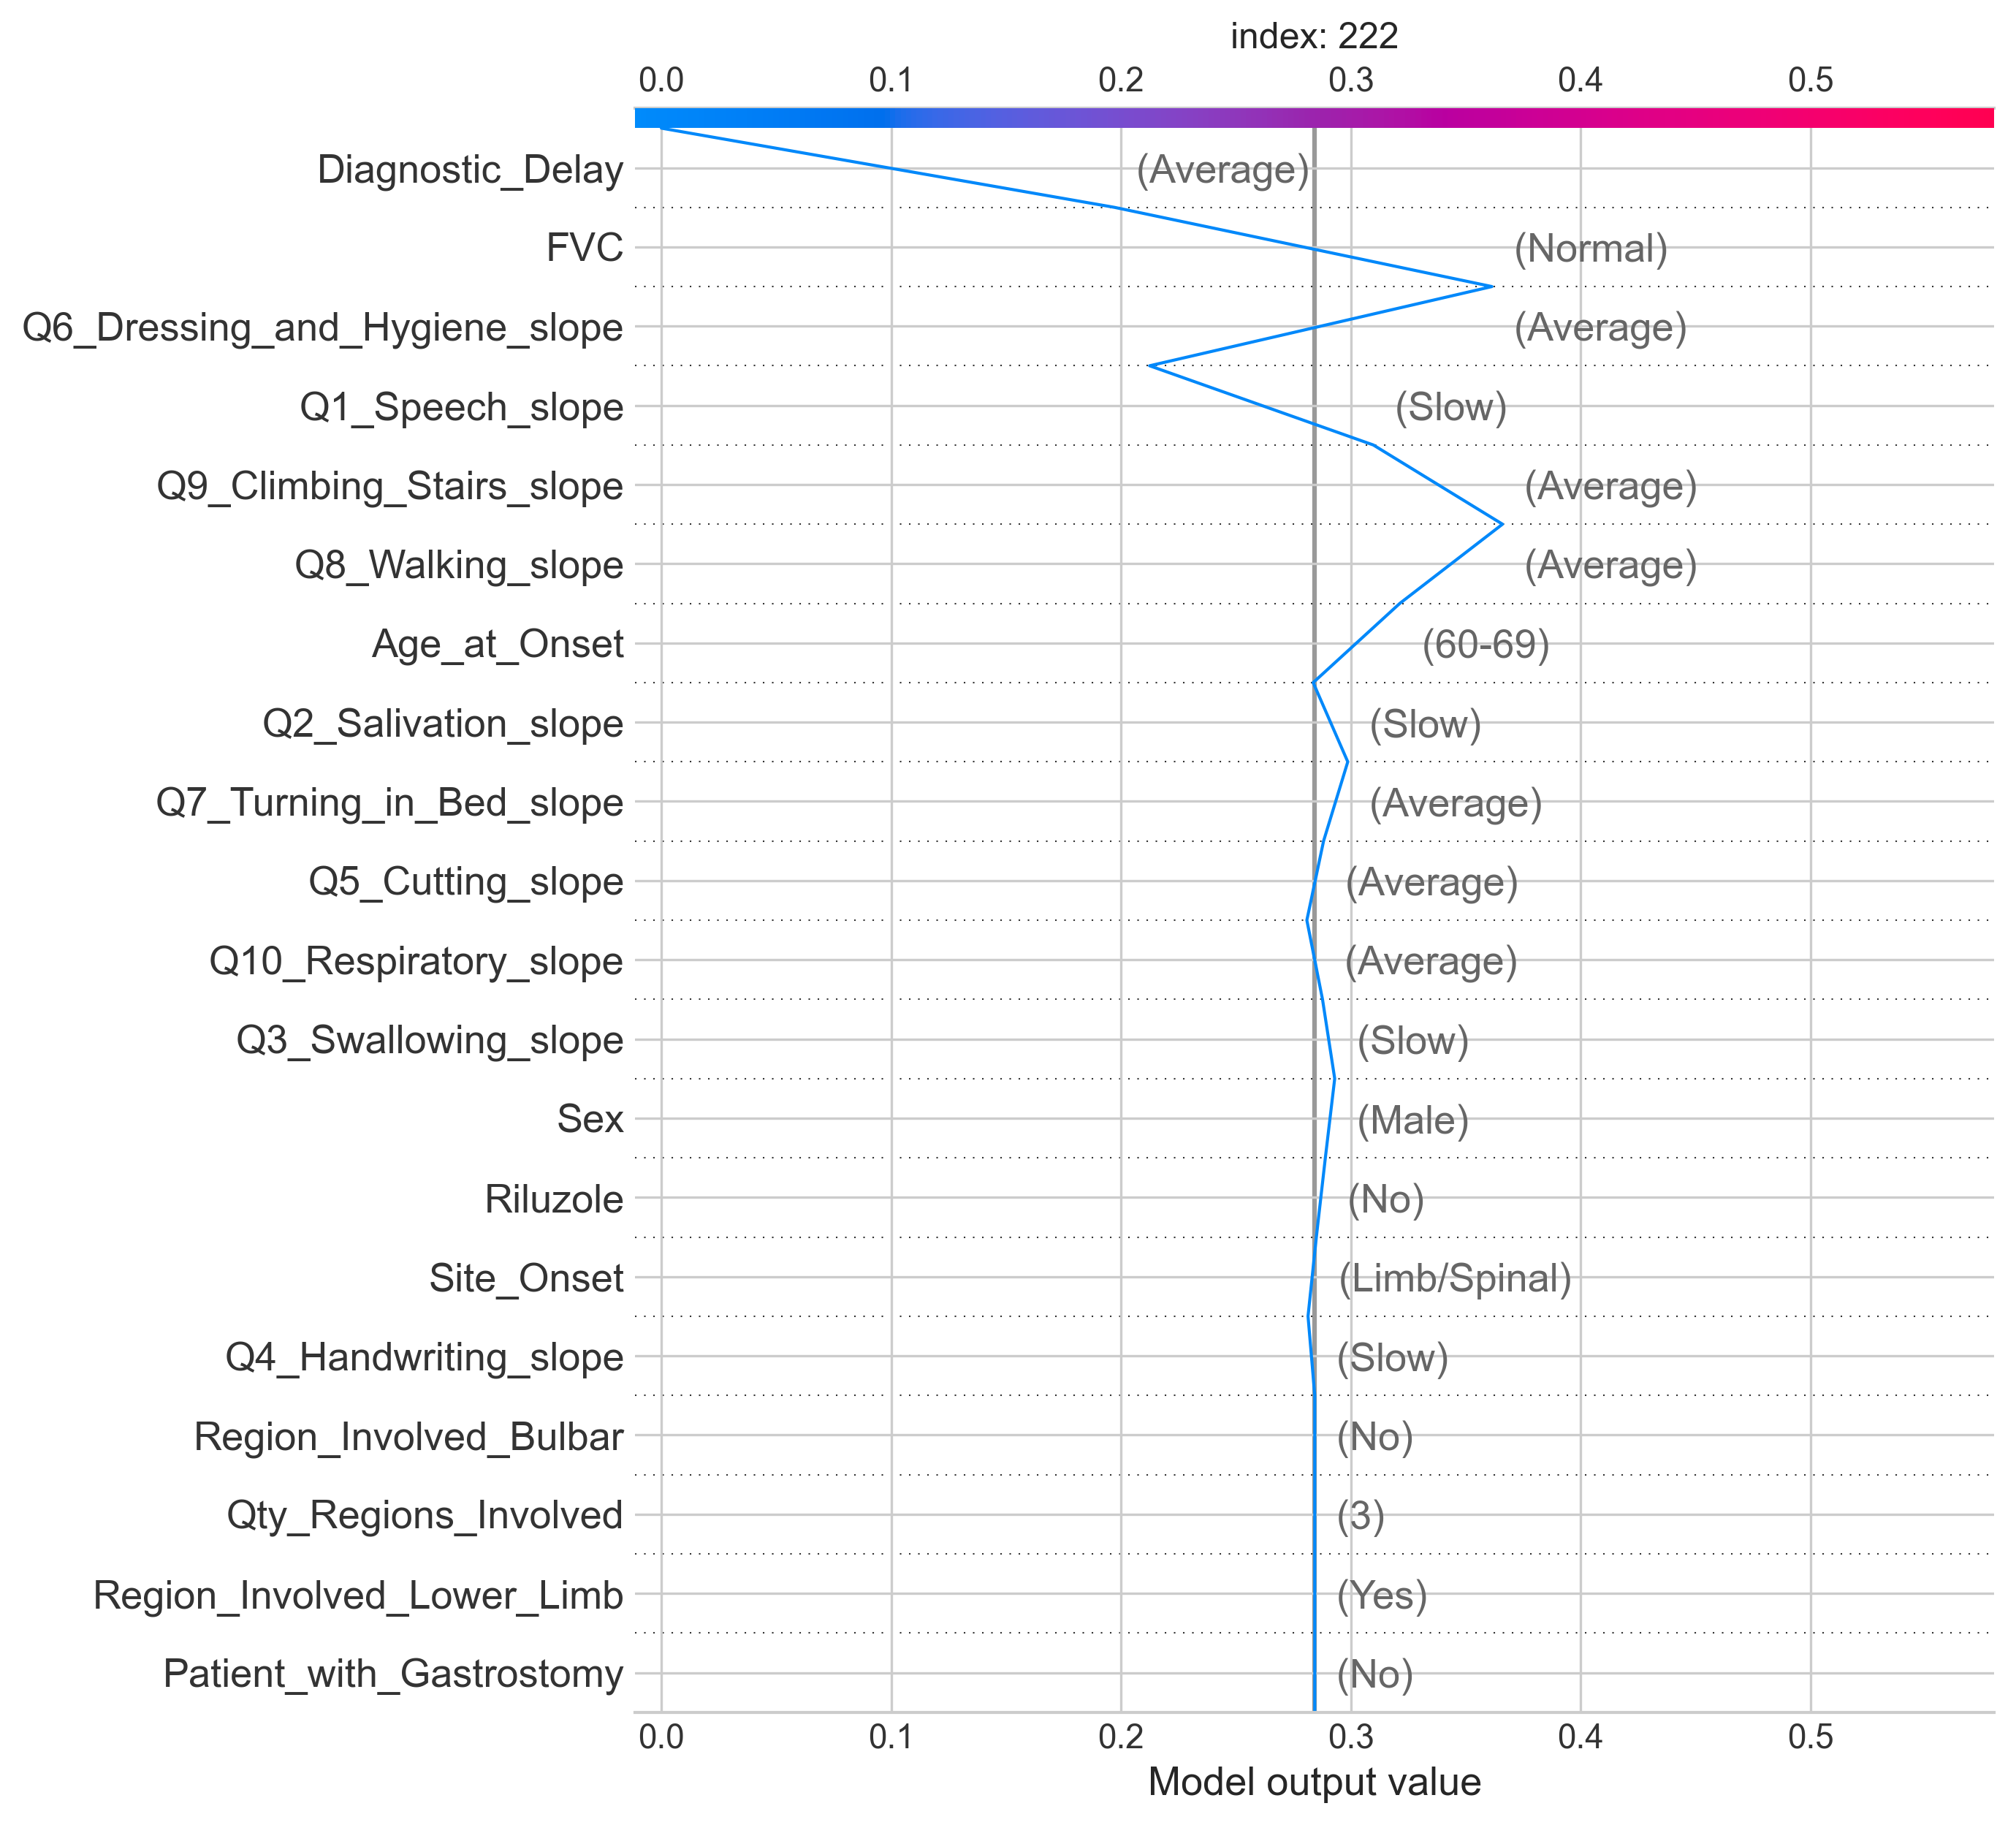 index: 222
0.0 0.1 0.2 0.3 0.4 0.5
Diagnostic_Delay (Average)
FVC (Normal)
Q6_Dressing_and_Hygiene_slope (Average)
Q1_Speech_slope (Slow)
Q9_Climbing_Stairs_slope (Average)
Q8_Walking_slope (Average)
Age_at_Onset (60-69)
Q2_Salivation_slope (Slow)
Q7_Turning_in_Bed_slope (Average)
Q5_Cutting_slope (Average)
Q10_Respiratory_slope (Average)
Q3_Swallowing_slope (Slow)
Sex (Male)
Riluzole (No)
Site_Onset (Limb/Spinal)
Q4_Handwriting_slope (Slow)
Region_Involved_Bulbar (No)
Qty_Regions_Involved (3)
Region_Involved_Lower_Limb (Yes)
Patient_with_Gastrostomy (No)
0.0 0.1 0.2 0.3 0.4 0.5
Model output value